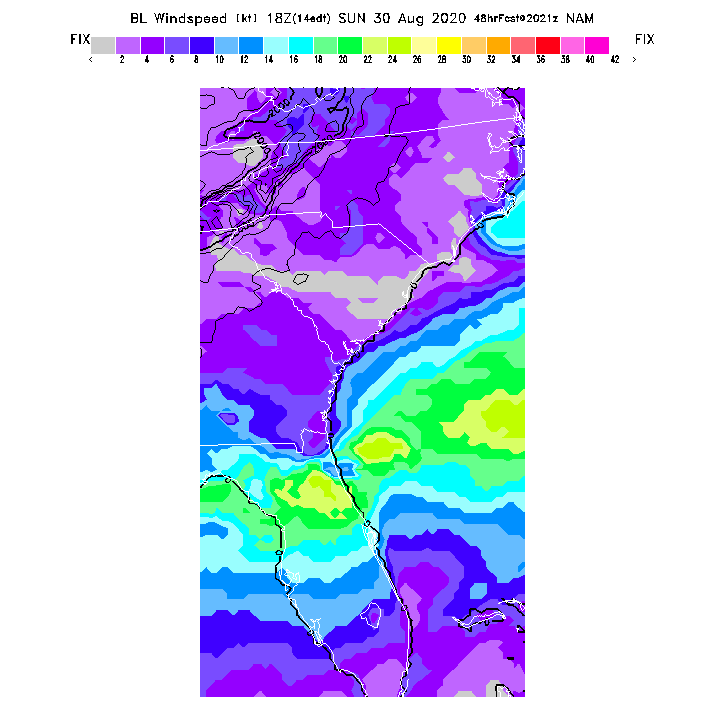 BL Windspeed [kt] 18Z(14edt) SUN 30 Aug 2020 48hrFcst@2021z NAM
FIX FIX
< 2 4 6 8 10 12 14 16 18 20 22 24 26 28 30 32 34 36 38 40 42 >